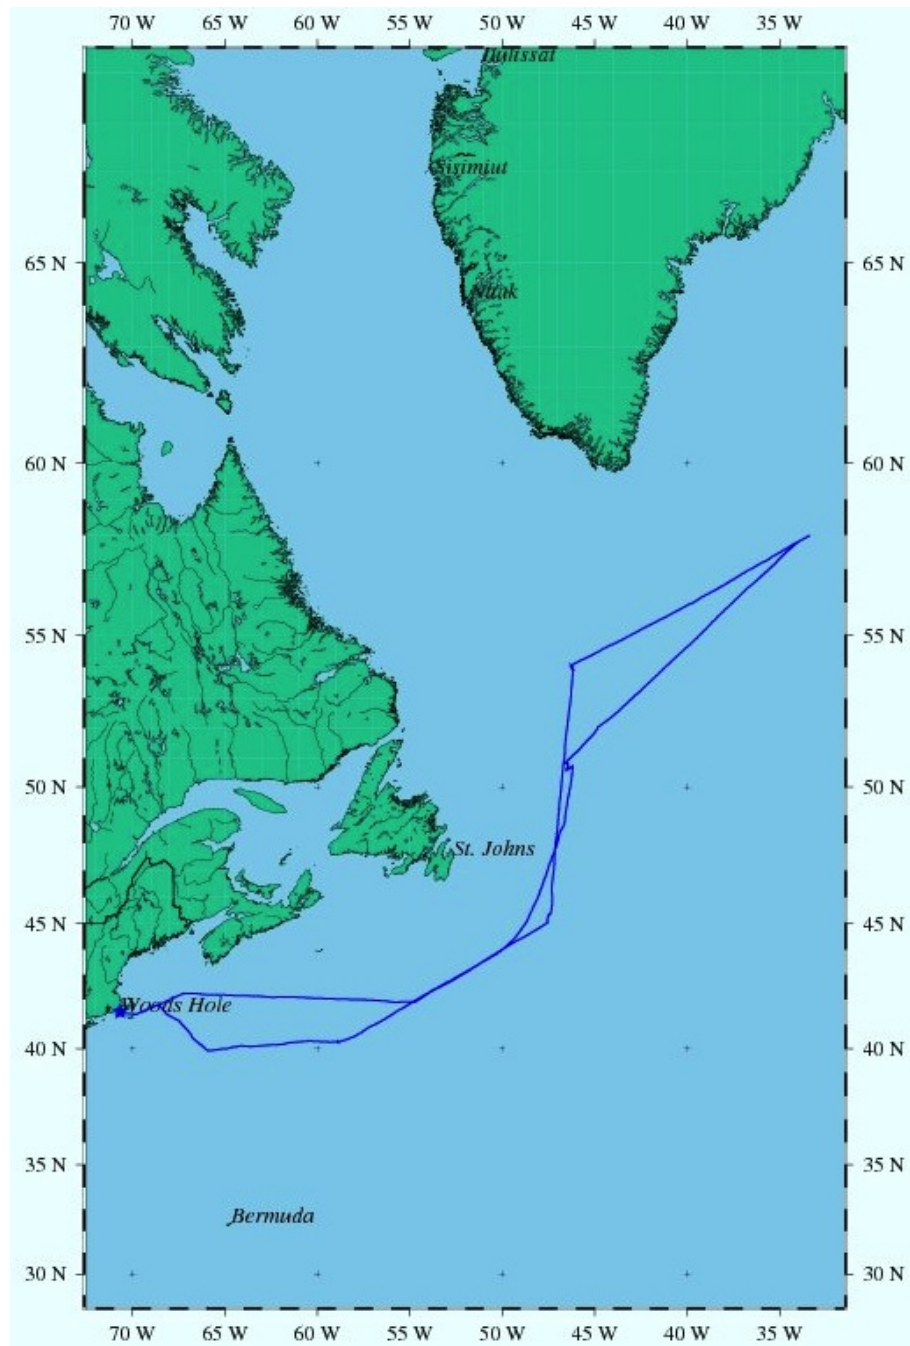 70 W 65 W 60 W 55 W 50 W 45 W 40 W 35 W
Ilulissat
Sisimiut
65 N 65 N
Nuuk
60 N 60 N
55 N 55 N
50 N 50 N
St. Johns
45 N 45 N
Woods Hole
40 N 40 N
35 N 35 N
Bermuda
30 N 30 N
70 W 65 W 60 W 55 W 50 W 45 W 40 W 35 W